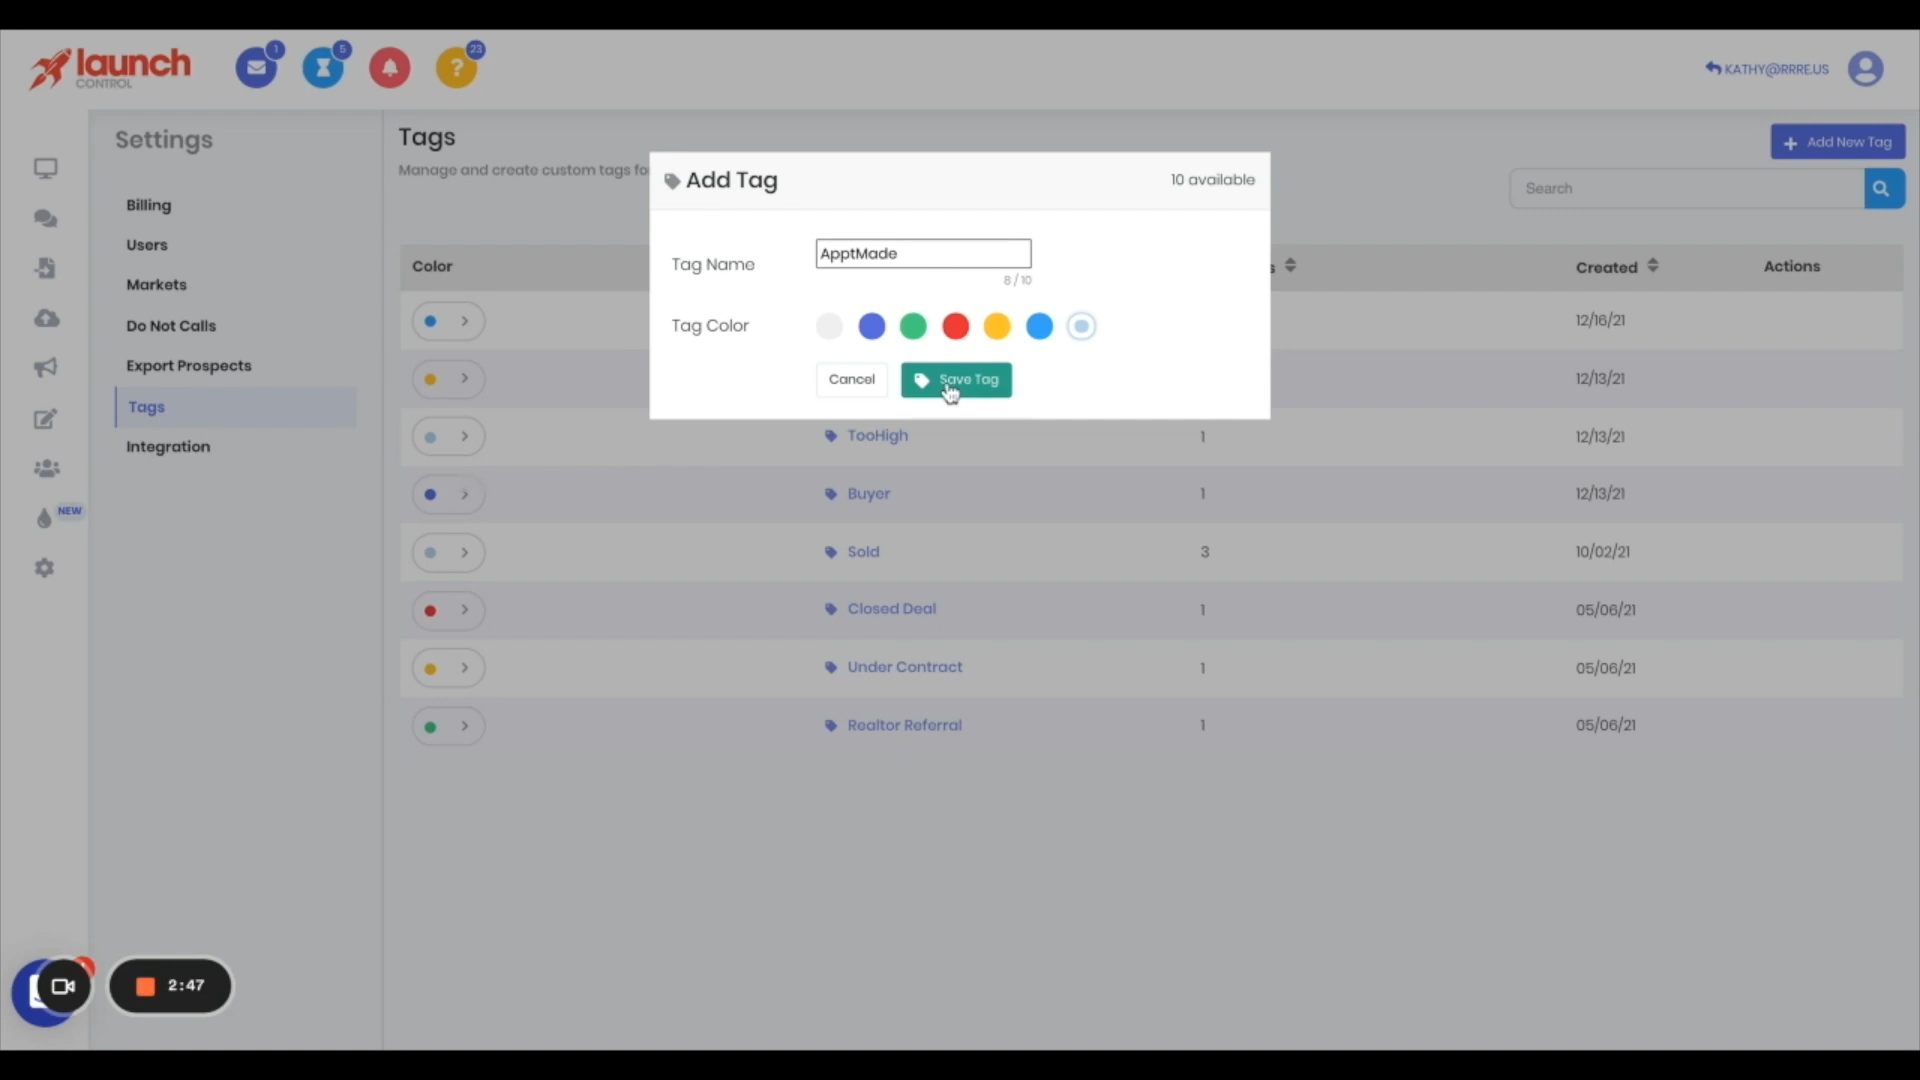 launch
CONTROL
1
5
23
?
KATHY@RRRE.US
Settings
Billing
Users
Markets
Do Not Calls
Export Prospects
Tags
Integration
NEW
Tags
Manage and create custom tags fo
+ Add New Tag
Search
Color
s
Created
Actions
Add Tag
10 available
Tag Name
ApptMade
8 / 10
Tag Color
Cancel
Save Tag
12/16/21
12/13/21
TooHigh 1 12/13/21
Buyer 1 12/13/21
Sold 3 10/02/21
Closed Deal 1 05/06/21
Under Contract 1 05/06/21
Realtor Referral 1 05/06/21
2:47